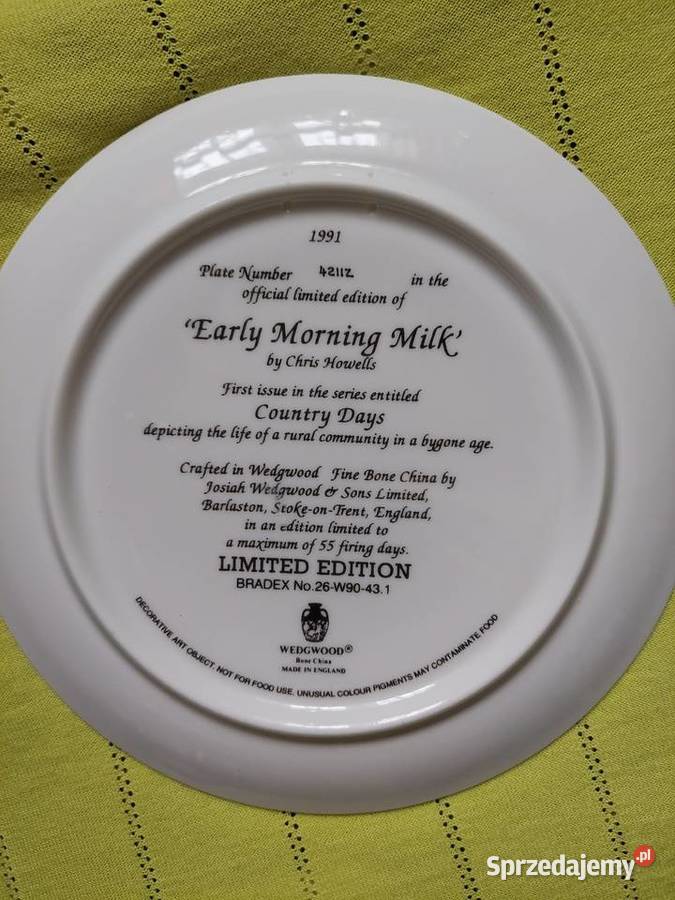 1991
Plate Number 4211Z in the
official limited edition of
'Early Morning Milk'
by Chris Howells
First issue in the series entitled
Country Days
depicting the life of a rural community in a bygone age.
Crafted in Wedgwood Fine Bone China by
Josiah Wedgwood & Sons Limited,
Barlaston, Stoke-on-Trent, England,
in an edition limited to
a maximum of 55 firing days.
LIMITED EDITION
BRADEX No.26-W90-43.1
WEDGWOOD®
Bone China
MADE IN ENGLAND
DECORATIVE ART OBJECT. NOT FOR FOOD USE. UNUSUAL COLOUR PIGMENTS MAY CONTAMINATE FOOD
Sprzedajemy.pl